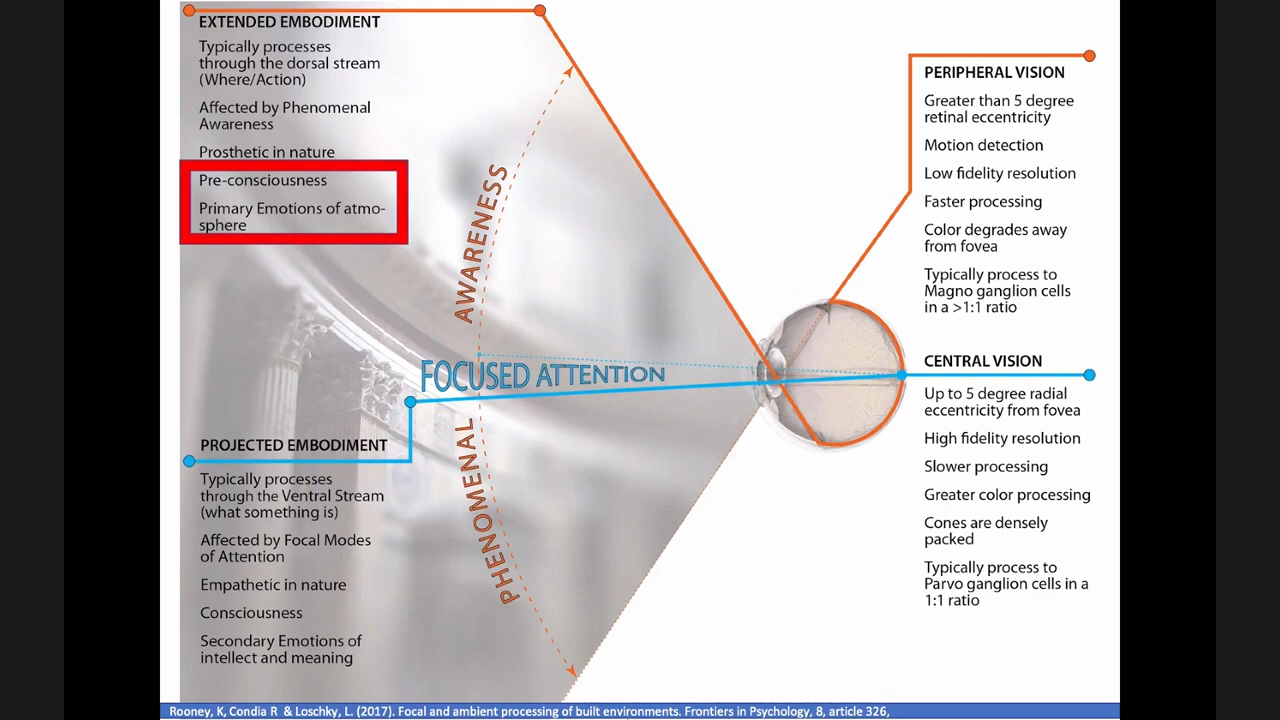 EXTENDED EMBODIMENT
Typically processes
through the dorsal stream
(Where/Action)
Affected by Phenomenal
Awareness
Prosthetic in nature
Pre-consciousness
Primary Emotions of atmo-
sphere
PHENOMENAL AWARENESS
FOCUSED ATTENTION
PROJECTED EMBODIMENT
Typically processes
through the Ventral Stream
(what something is)
Affected by Focal Modes
of Attention
Empathetic in nature
Consciousness
Secondary Emotions of
intellect and meaning
PERIPHERAL VISION
Greater than 5 degree
retinal eccentricity
Motion detection
Low fidelity resolution
Faster processing
Color degrades away
from fovea
Typically process to
Magno ganglion cells
in a >1:1 ratio
CENTRAL VISION
Up to 5 degree radial
eccentricity from fovea
High fidelity resolution
Slower processing
Greater color processing
Cones are densely
packed
Typically process to
Parvo ganglion cells in a
1:1 ratio
Rooney, K, Condia R & Loschky, L. (2017). Focal and ambient processing of built environments. Frontiers in Psychology, 8, article 326,